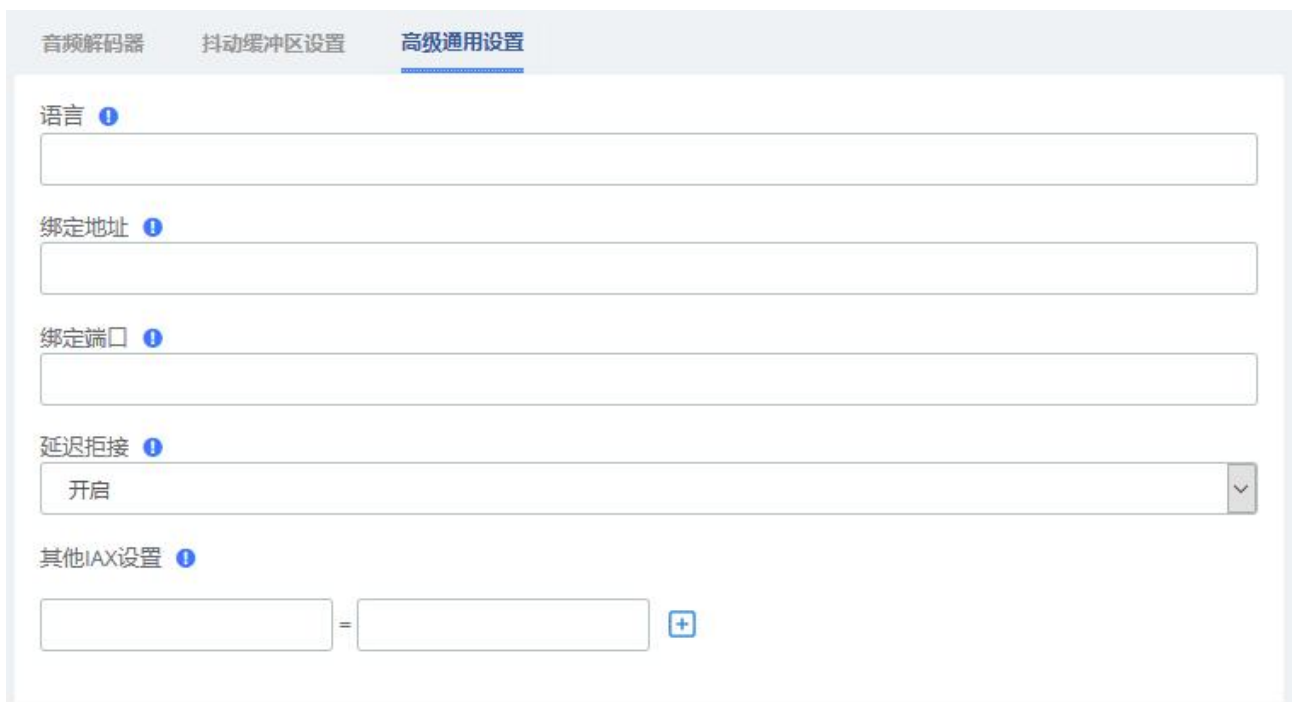 音频解码器 抖动缓冲区设置 高级通用设置
语言
绑定地址
绑定端口
延迟拒接
开启
其他IAX设置
=